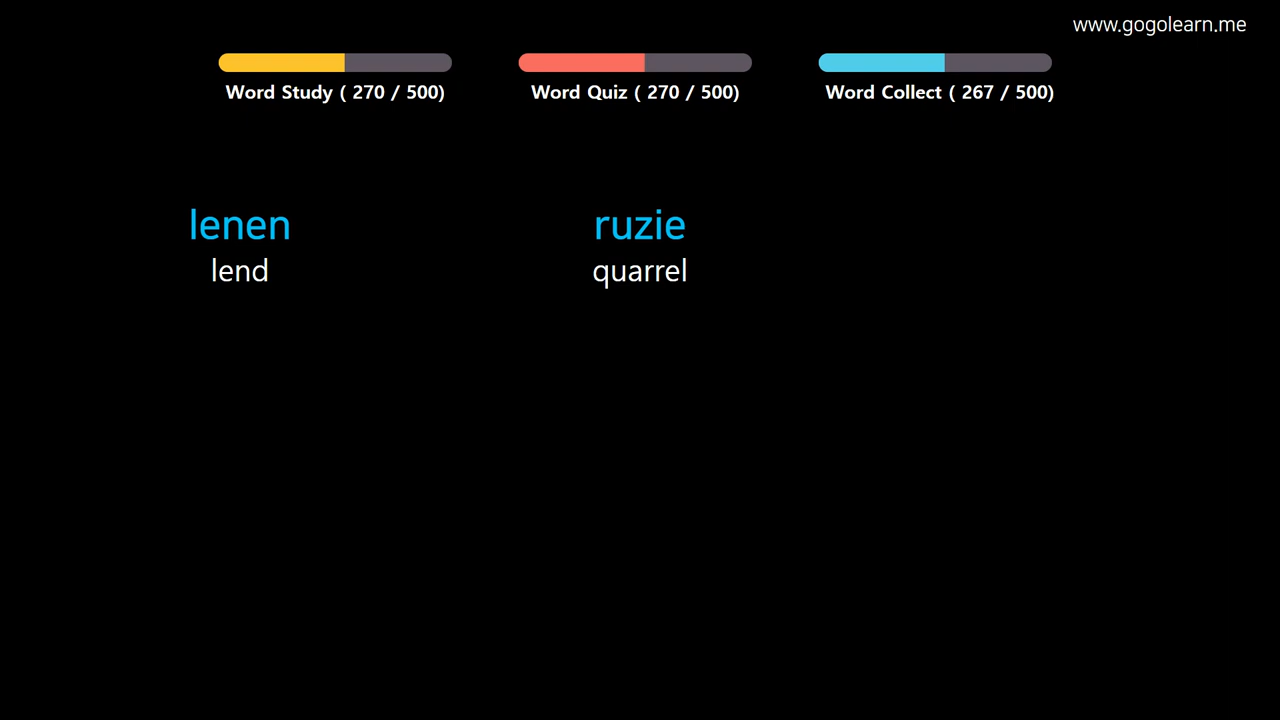 www.gogolearn.me
Word Study ( 270 / 500)
Word Quiz ( 270 / 500)
Word Collect ( 267 / 500)
lenen
lend
ruzie
quarrel